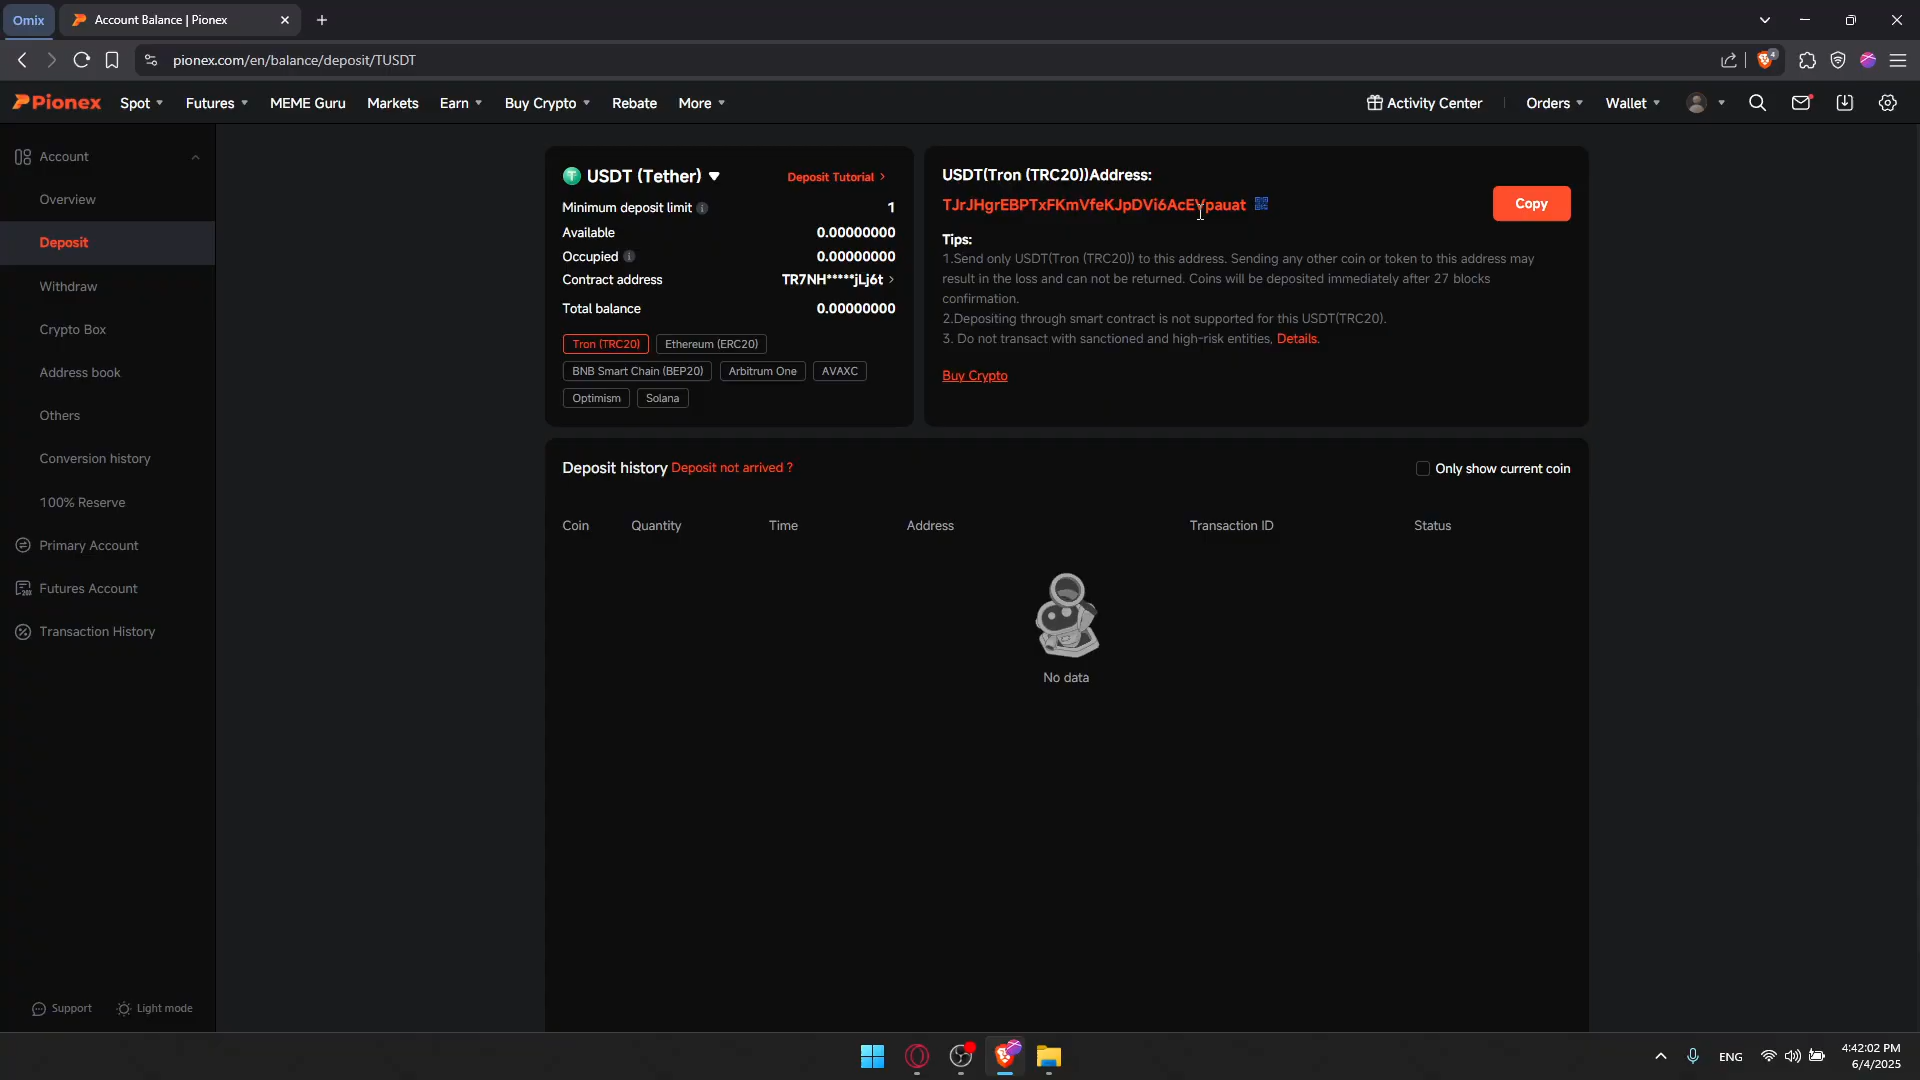 Omix
Account Balance | Pionex
pionex.com/en/balance/deposit/TUSDT
4
Pionex
Spot
Futures
MEME Guru
Markets
Earn
Buy Crypto
Rebate
More
Activity Center
Orders
Wallet
Account
Overview
Deposit
Withdraw
Crypto Box
Address book
Others
Conversion history
100% Reserve
Primary Account
Futures Account
Transaction History
Support
Light mode
USDT (Tether)
Deposit Tutorial >
Minimum deposit limit 1
Available 0.00000000
Occupied 0.00000000
Contract address TR7NH*****jLj6t >
Total balance 0.00000000
Tron (TRC20) Ethereum (ERC20)
BNB Smart Chain (BEP20) Arbitrum One AVAXC
Optimism Solana
USDT(Tron (TRC20))Address:
TJrJHgrEBPTxFKmVfeKJpDVi6AcEYpauat
Copy
Tips:
1.Send only USDT(Tron (TRC20)) to this address. Sending any other coin or token to this address may
result in the loss and can not be returned. Coins will be deposited immediately after 27 blocks
confirmation.
2.Depositing through smart contract is not supported for this USDT(TRC20).
3. Do not transact with sanctioned and high-risk entities, Details.
Buy Crypto
Deposit history Deposit not arrived ?
Only show current coin
Coin Quantity Time Address Transaction ID Status
No data
ENG
4:42:02 PM
6/4/2025